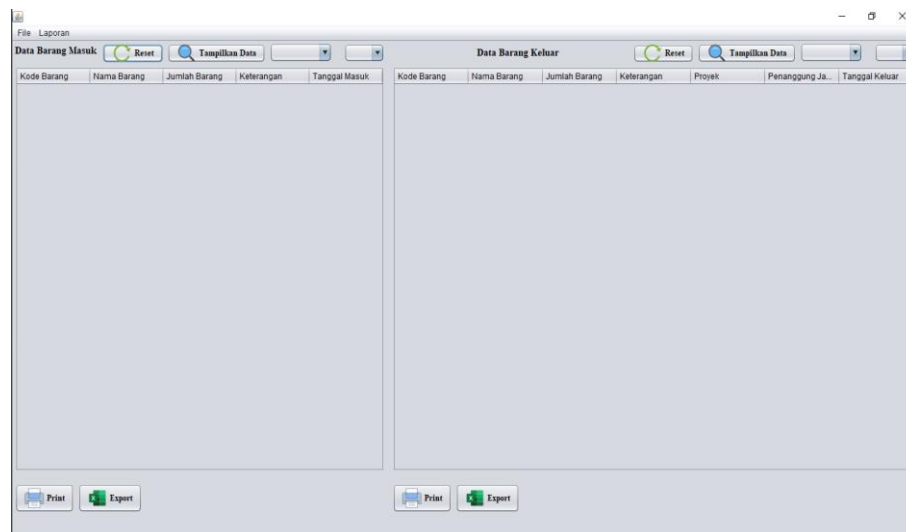 File Laporan
Data Barang Masuk Reset Tampilkan Data Data Barang Keluar Reset Tampilkan Data
Kode Barang Nama Barang Jumlah Barang Keterangan Tanggal Masuk Kode Barang Nama Barang Jumlah Barang Keterangan Proyek Penanggung Ja... Tanggal Keluar
Print Export Print Export